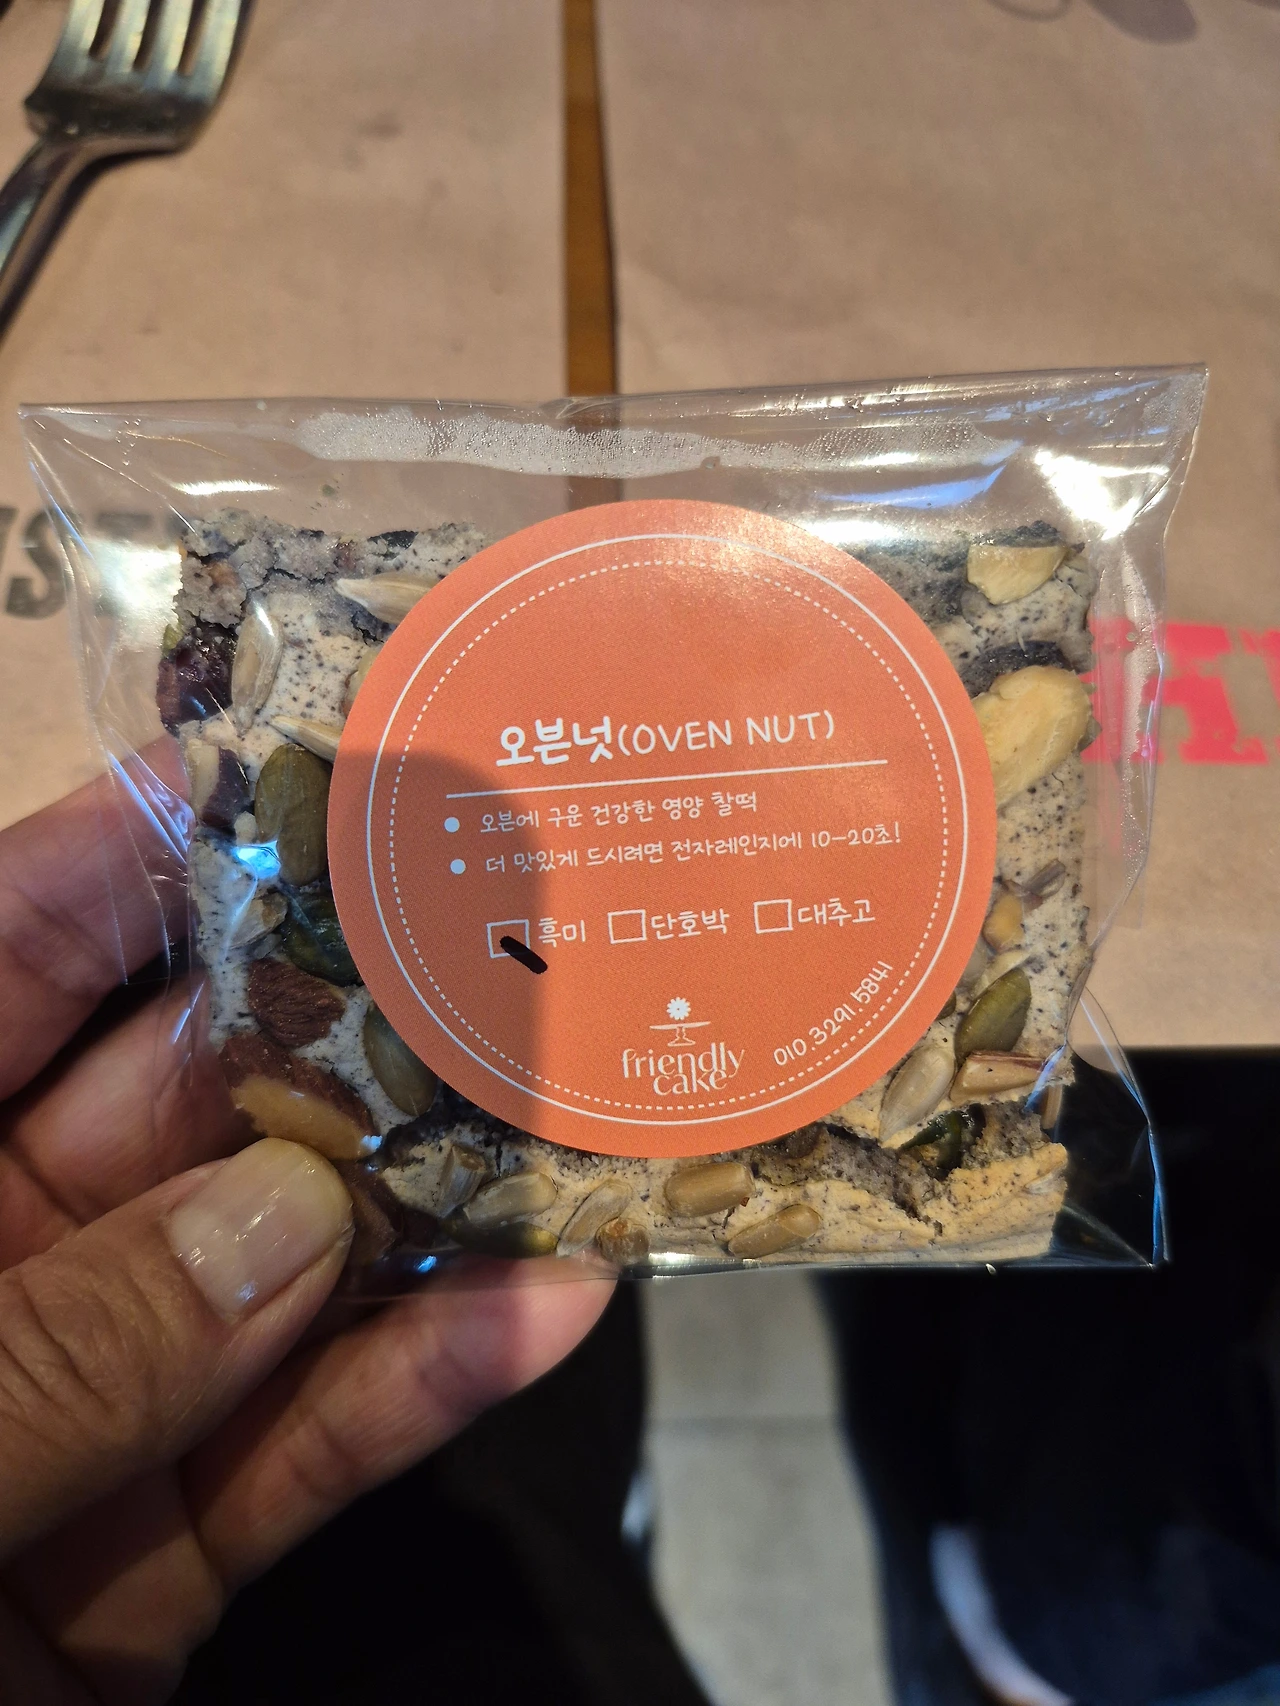 오븐넛(OVEN NUT)
• 오븐에 구운 건강한 영양 찰떡
• 더 맛있게 드시려면 전자레인지에 10-20초!
흑미 단호박 대추고
friendly
cake
010.3291.5841